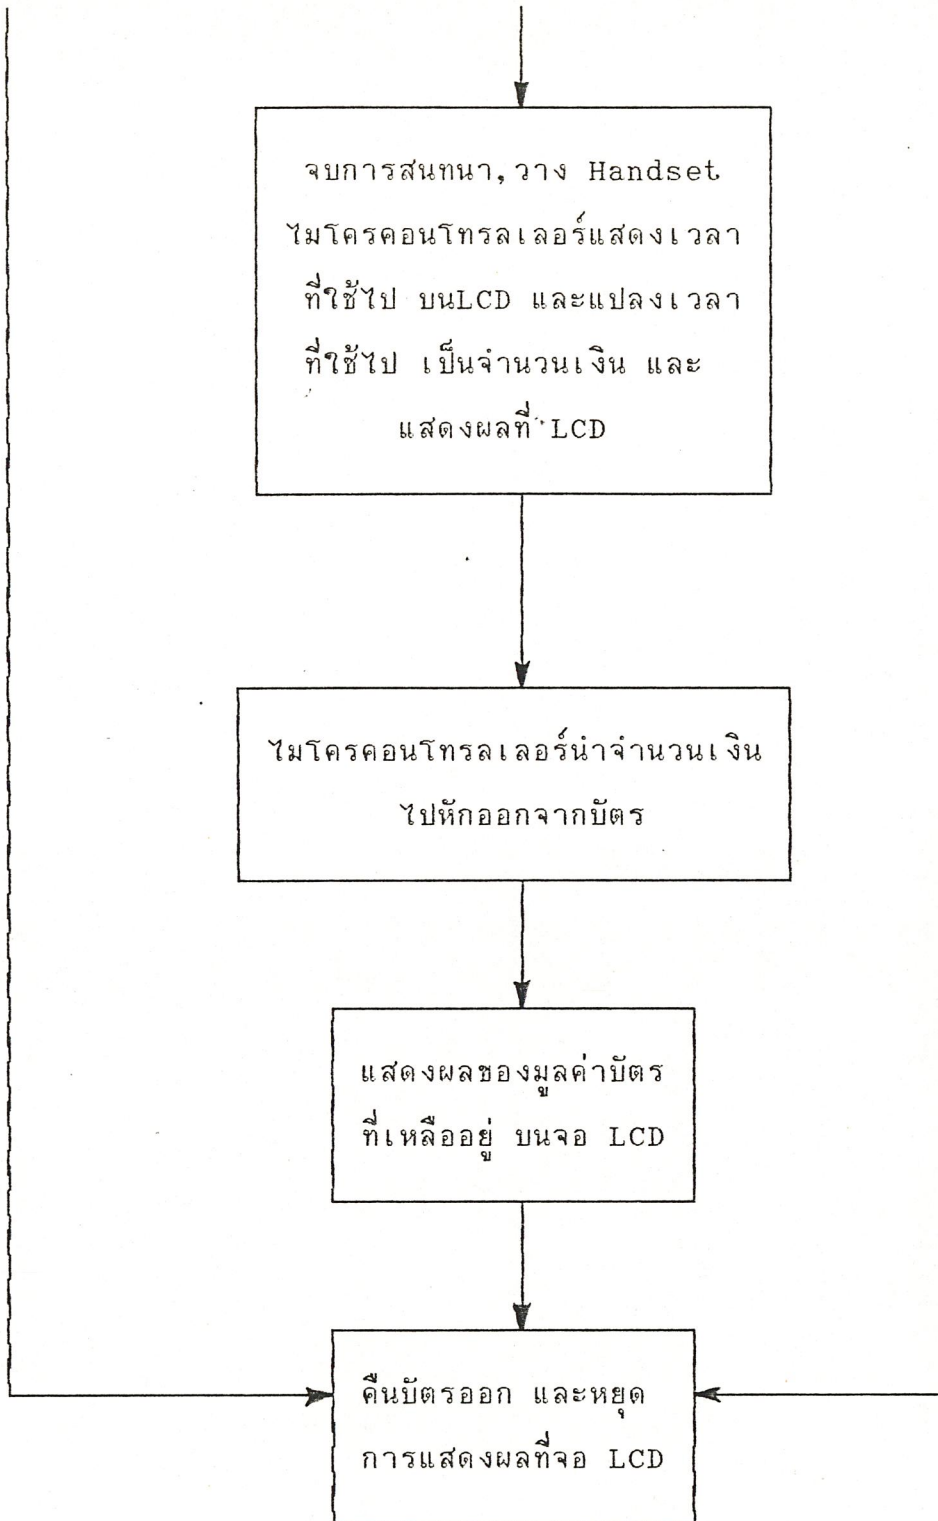 จบการสนทนา,วาง Handset
ไมโครคอนโทรลเลอร์แสดงเวลา
ที่ใช้ไป บนLCD และแปลงเวลา
ที่ใช้ไป เป็นจำนวนเงิน และ
แสดงผลที่ LCD
ไมโครคอนโทรลเลอร์นำจำนวนเงิน
ไปหักออกจากบัตร
แสดงผลของมูลค่าบัตร
ที่เหลืออยู่ บนจอ LCD
คืนบัตรออก และหยุด
การแสดงผลที่จอ LCD